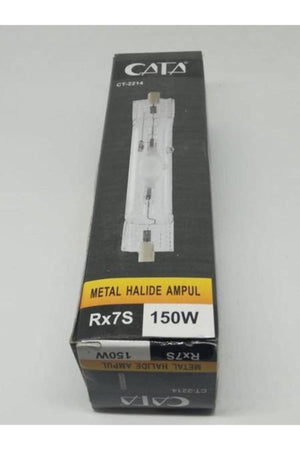 CATA
CT-2214
METAL HALIDE AMPUL
Rx7S 150W
Rx7S
150W
METAL HALIDE AMPUL
CT-2214
CATA